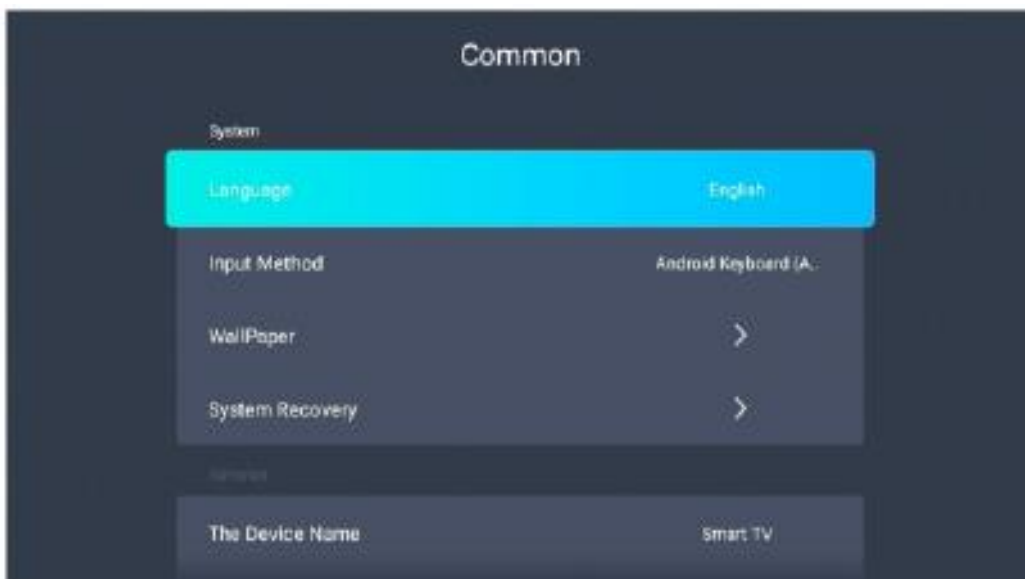 Common
System
Language English
Input Method Android Keyboard (A..
WallPaper
System Recovery
The Device Name Smart TV